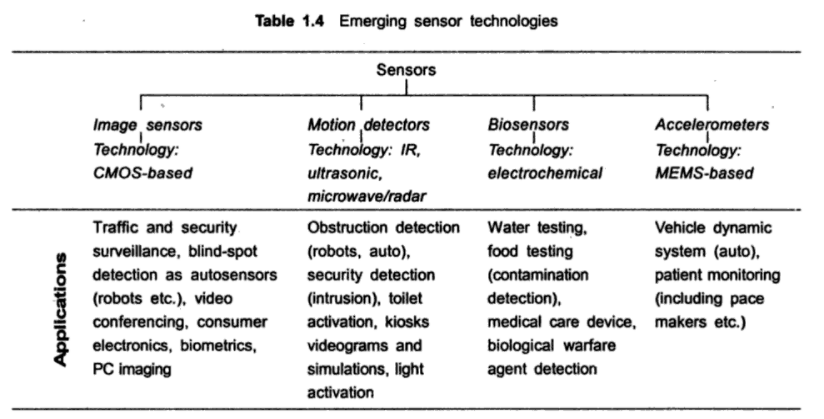 Table 1.4 Emerging sensor technologies
Sensors
Image sensors
Technology:
CMOS-based
Motion detectors
Technology: IR,
ultrasonic,
microwave/radar
Biosensors
Technology:
electrochemical
Accelerometers
Technology:
MEMS-based
Applications
Traffic and security
surveillance, blind-spot
detection as autosensors
(robots etc.), video
conferencing, consumer
electronics, biometrics,
PC imaging
Obstruction detection
(robots, auto),
security detection
(intrusion), toilet
activation, kiosks
videograms and
simulations, light
activation
Water testing,
food testing
(contamination
detection),
medical care device,
biological warfare
agent detection
Vehicle dynamic
system (auto),
patient monitoring
(including pace
makers etc.)